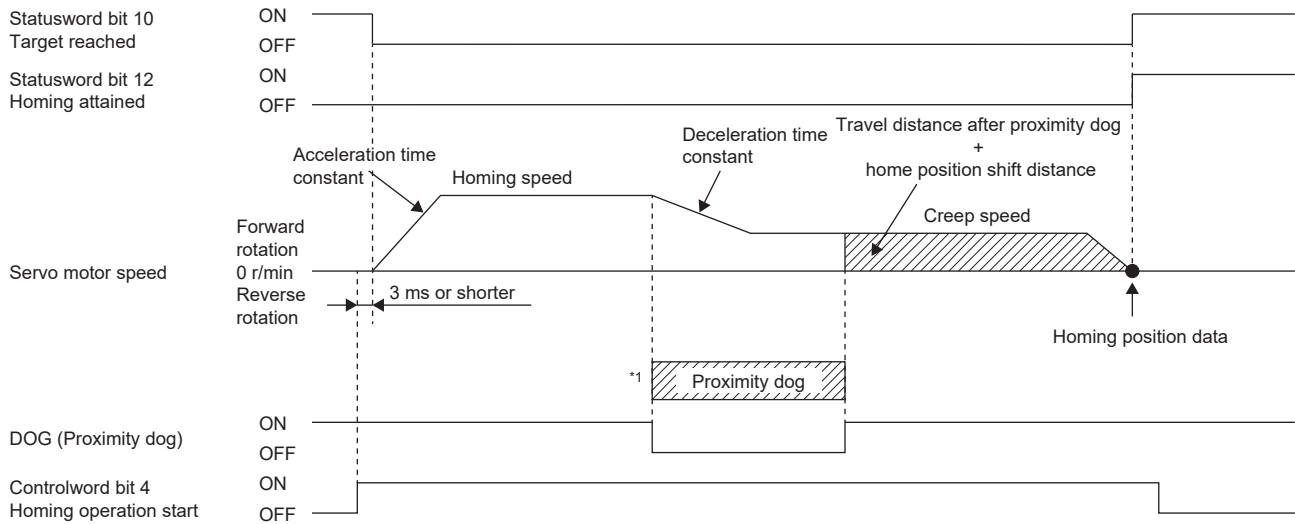 Statusword bit 10
Target reached
ON
OFF
Statusword bit 12
Homing attained
ON
OFF
Acceleration time
constant
Homing speed
Deceleration time
constant
Travel distance after proximity dog
+
home position shift distance
Creep speed
Servo motor speed
Forward
rotation
0 r/min
Reverse
rotation
3 ms or shorter
Homing position data
*1
Proximity dog
DOG (Proximity dog)
ON
OFF
Controlword bit 4
Homing operation start
ON
OFF